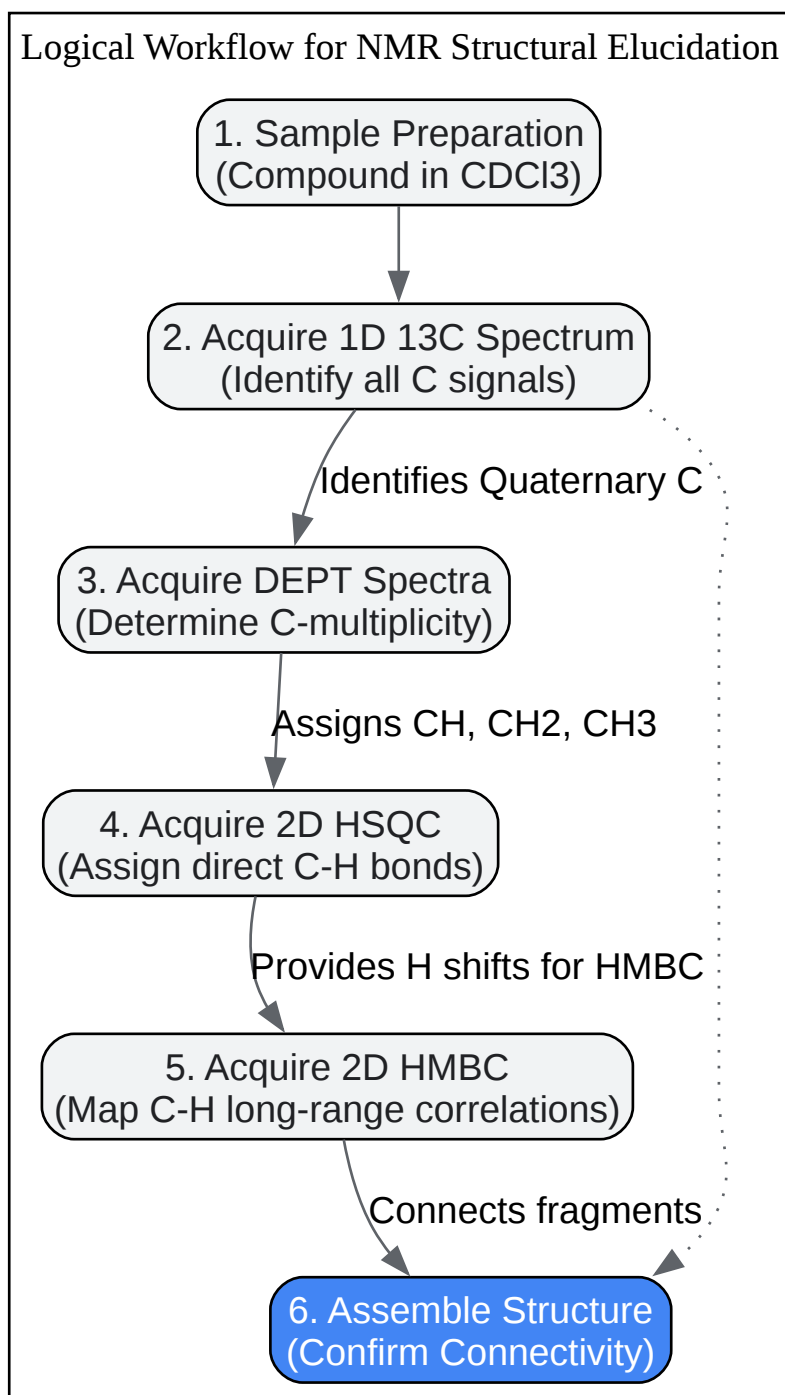 Logical Workflow for NMR Structural Elucidation
1. Sample Preparation
(Compound in CDCl3)
2. Acquire 1D 13C Spectrum
(Identify all C signals)
Identifies Quaternary C
3. Acquire DEPT Spectra
(Determine C-multiplicity)
Assigns CH, CH2, CH3
4. Acquire 2D HSQC
(Assign direct C-H bonds)
Provides H shifts for HMBC
5. Acquire 2D HMBC
(Map C-H long-range correlations)
Connects fragments
6. Assemble Structure
(Confirm Connectivity)